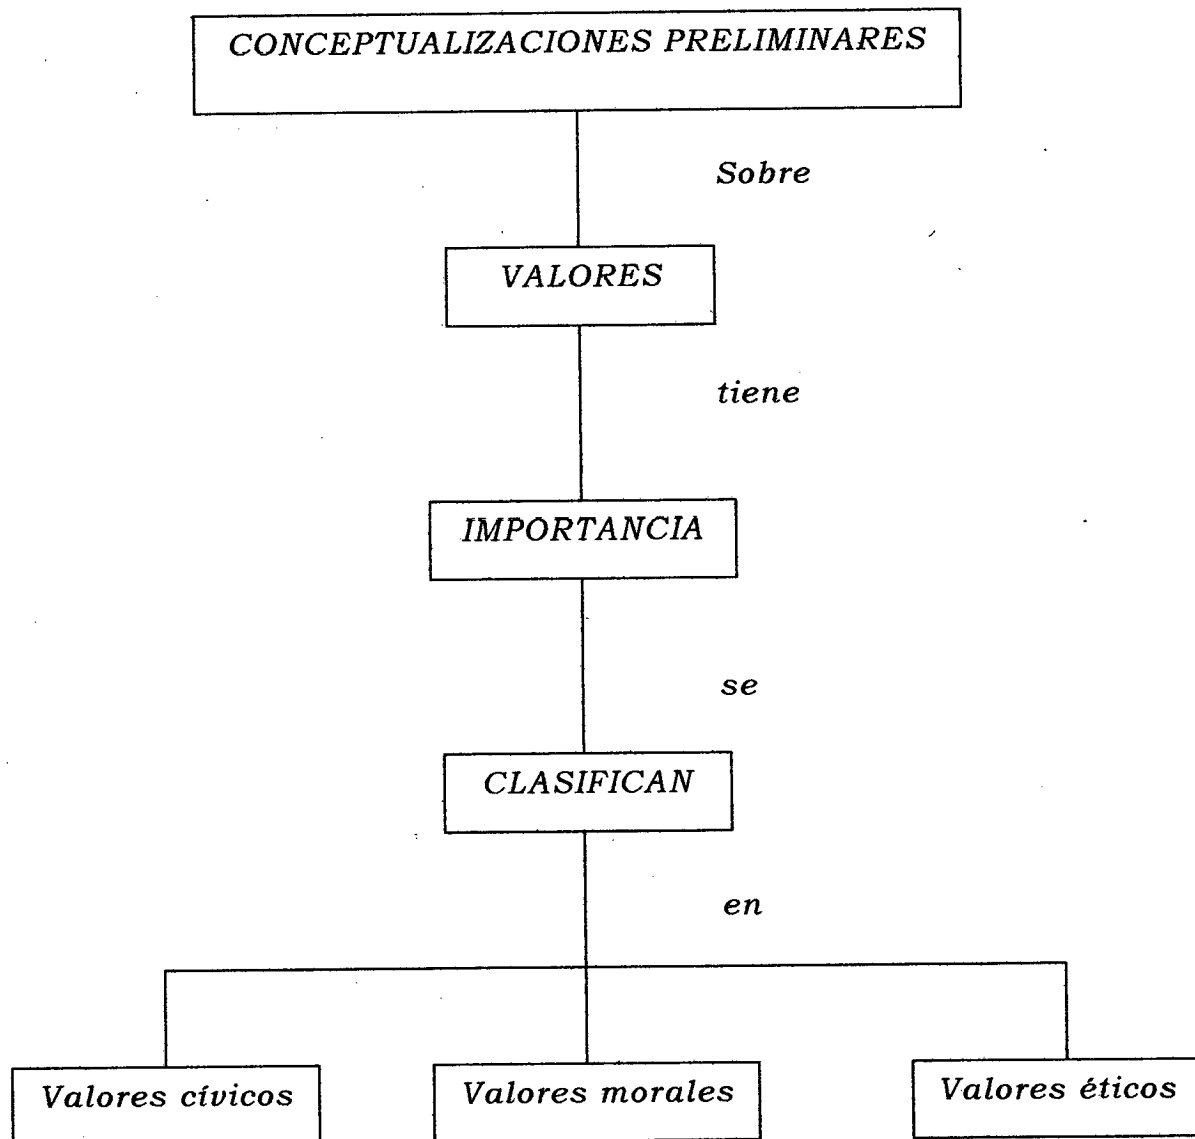 CONCEPTUALIZACIONES PRELIMINARES
Sobre
VALORES
tiene
IMPORTANCIA
se
CLASIFICAN
en
Valores cívicos
Valores morales
Valores éticos